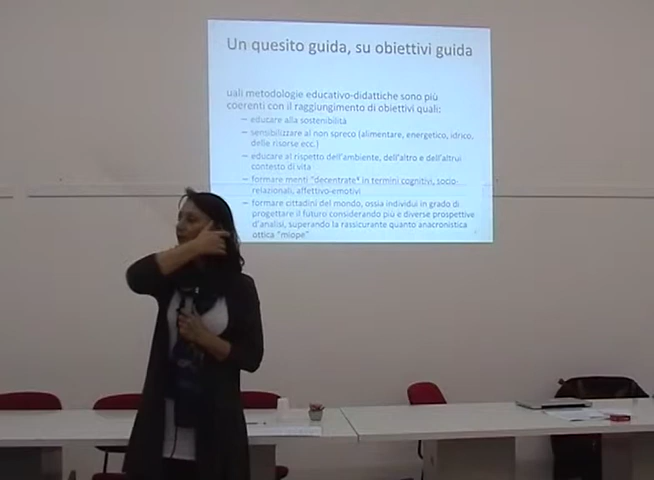 Un quesito guida, su obiettivi guida
uali metodologie educativo-didattiche sono più
coerenti con il raggiungimento di obiettivi quali:
– educare alla sostenibilità
– sensibilizzare al non spreco (alimentare, energetico, idrico,
delle risorse ecc.)
– educare al rispetto dell'ambiente, dell'altro e dell'altrui
contesto di vita
– formare menti "decentrate" in termini cognitivi, socio-
relazionali, affettivo-emotivi
– formare cittadini del mondo, ossia individui in grado di
progettare il futuro considerando più e diverse prospettive
d'analisi, superando la rassicurante quanto anacronistica
ottica "miope"